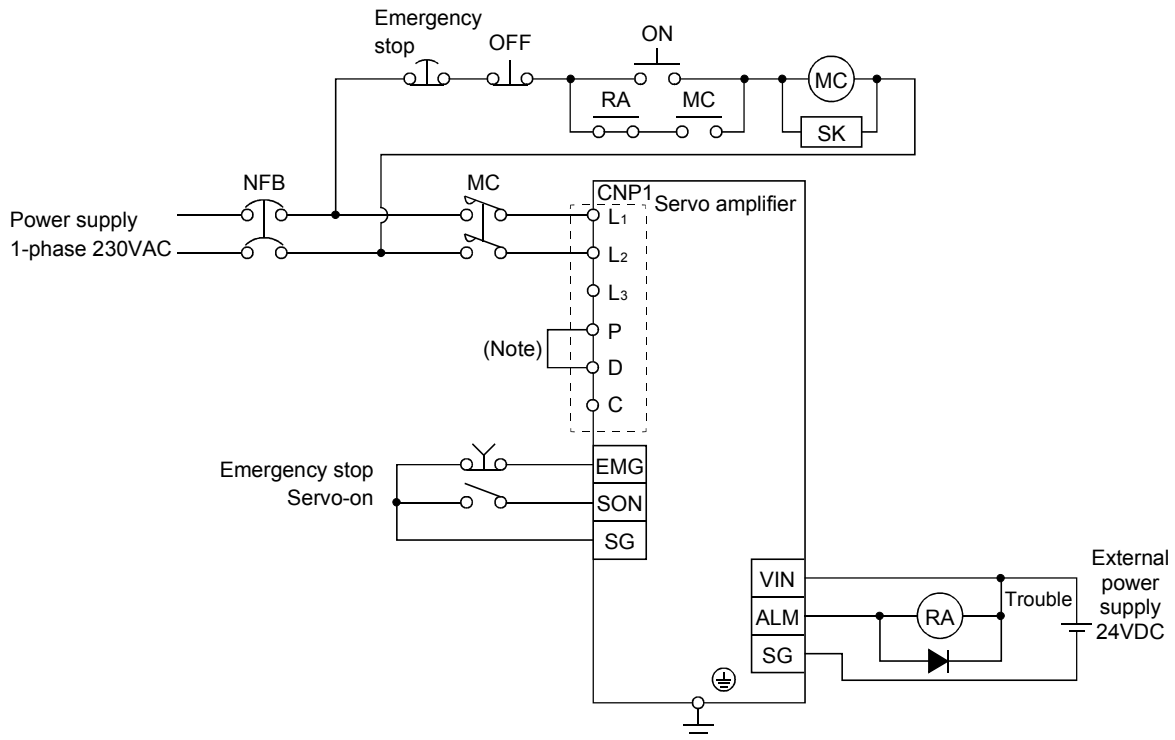 Emergency
stop
OFF
ON
MC
RA
MC
SK
NFB
MC
CNP1
Servo amplifier
Power supply
1-phase 230VAC
L1
L2
L3
P
(Note)
D
C
Emergency stop
Servo-on
EMG
SON
SG
VIN
ALM
SG
RA
Trouble
External
power
supply
24VDC